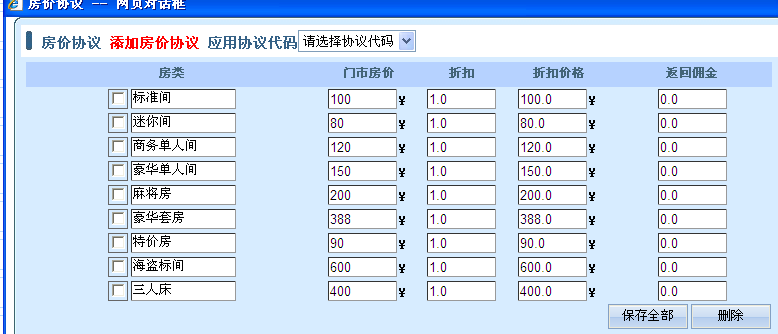 房价协议 -- 网页对话框
房价协议 添加房价协议 应用协议代码 请选择协议代码
房类 门市房价 折扣 折扣价格 返回佣金
标准间 100 ¥ 1.0 100.0 ¥ 0.0
迷你间 80 ¥ 1.0 80.0 ¥ 0.0
商务单人间 120 ¥ 1.0 120.0 ¥ 0.0
豪华单人间 150 ¥ 1.0 150.0 ¥ 0.0
麻将房 200 ¥ 1.0 200.0 ¥ 0.0
豪华套房 388 ¥ 1.0 388.0 ¥ 0.0
特价房 90 ¥ 1.0 90.0 ¥ 0.0
海盗标间 600 ¥ 1.0 600.0 ¥ 0.0
三人床 400 ¥ 1.0 400.0 ¥ 0.0
保存全部 删除